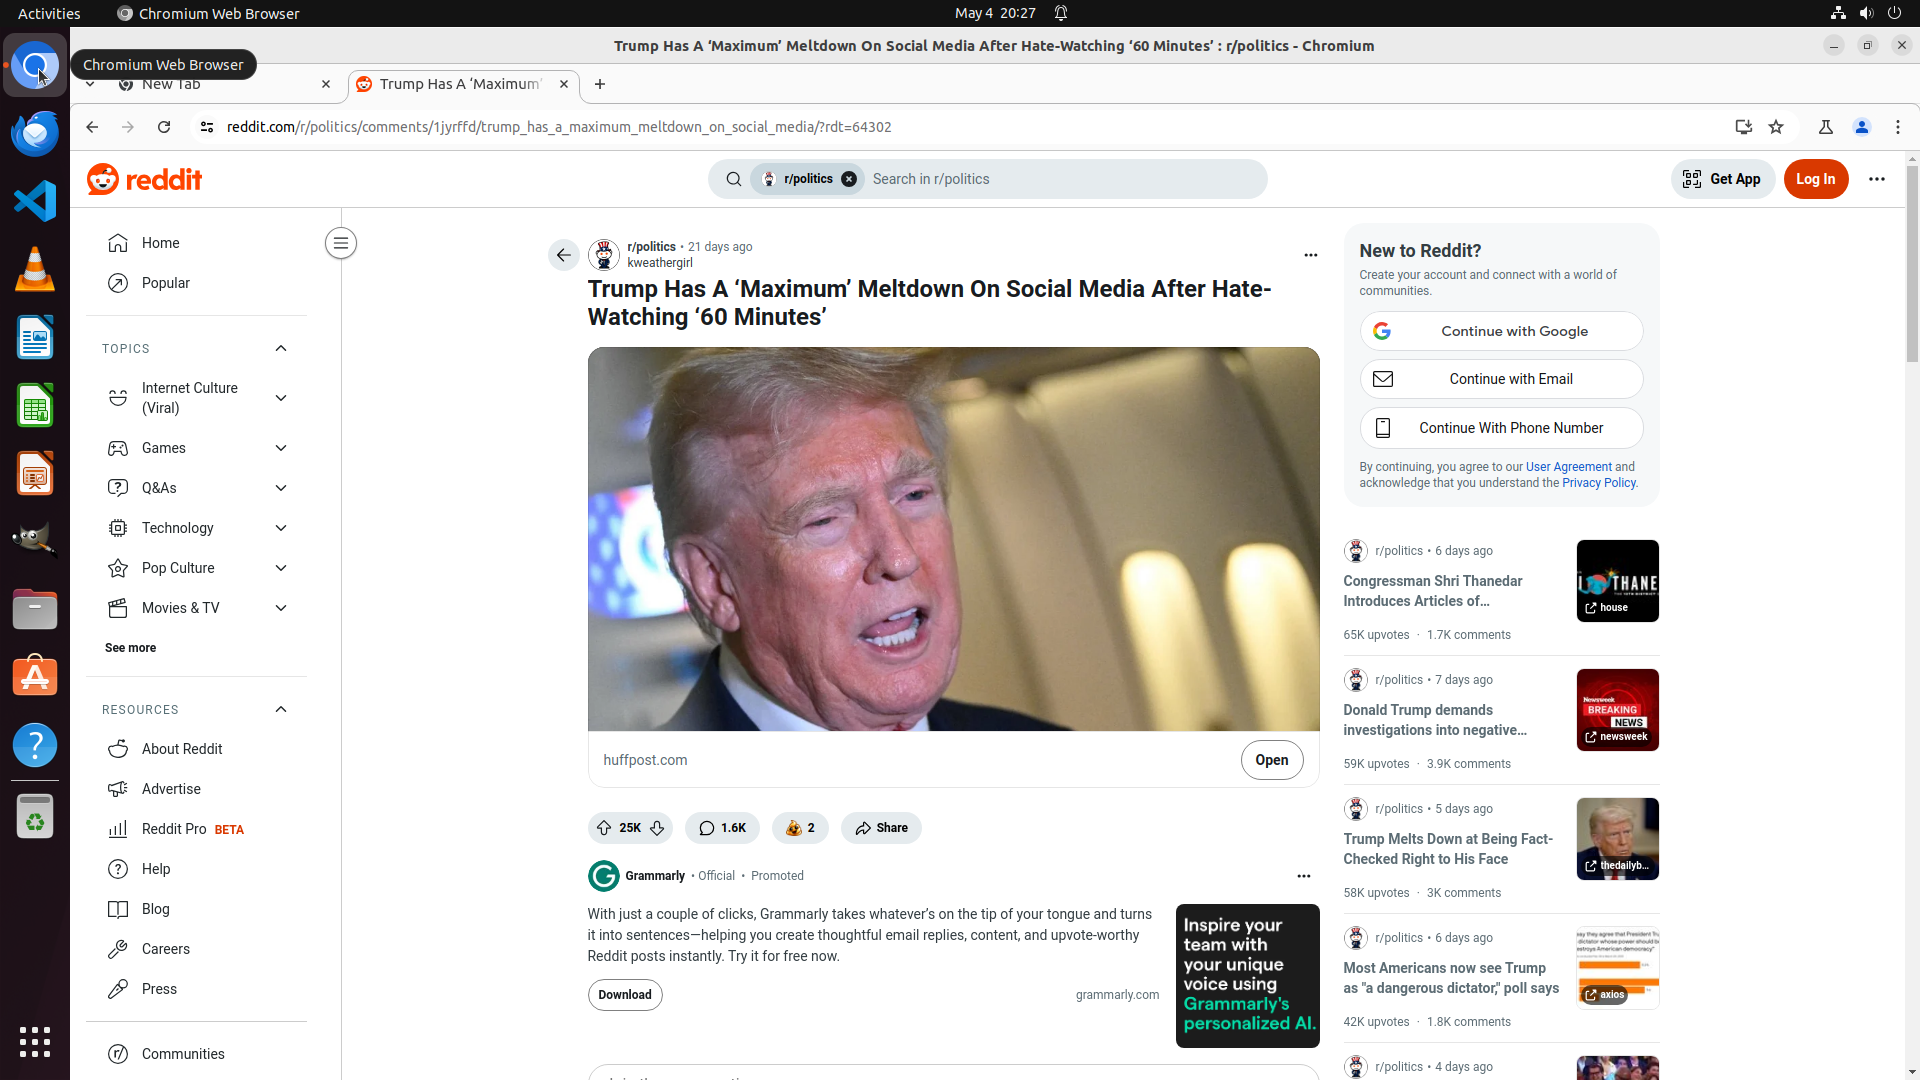 Activities
Chromium Web Browser
May 4 20:27
Trump Has A ‘Maximum’ Meltdown On Social Media After Hate-Watching ‘60 Minutes’ : r/politics - Chromium
Chromium Web Browser
New Tab
Trump Has A ‘Maximum’
reddit.com/r/politics/comments/1jyrffd/trump_has_a_maximum_meltdown_on_social_media/?rdt=64302
reddit
r/politics
Search in r/politics
Get App
Log In
Home
Popular
TOPICS
Internet Culture
(Viral)
Games
Q&As
Technology
Pop Culture
Movies & TV
See more
RESOURCES
About Reddit
Advertise
Reddit Pro BETA
Help
Blog
Careers
Press
Communities
r/politics • 21 days ago
kweathergirl
Trump Has A ‘Maximum’ Meltdown On Social Media After Hate-
Watching ‘60 Minutes’
huffpost.com
Open
25K
1.6K
2
Share
Grammarly • Official • Promoted
With just a couple of clicks, Grammarly takes whatever’s on the tip of your tongue and turns
it into sentences—helping you create thoughtful email replies, content, and upvote-worthy
Reddit posts instantly. Try it for free now.
Download
grammarly.com
Inspire your
team with
your unique
voice using
Grammarly's
personalized AI.
New to Reddit?
Create your account and connect with a world of
communities.
Continue with Google
Continue with Email
Continue With Phone Number
By continuing, you agree to our User Agreement and
acknowledge that you understand the Privacy Policy.
r/politics • 6 days ago
Congressman Shri Thanedar
Introduces Articles of…
65K upvotes · 1.7K comments
THANE
house
r/politics • 7 days ago
Donald Trump demands
investigations into negative…
59K upvotes · 3.9K comments
Newsweek
BREAKING
NEWS
newsweek
r/politics • 5 days ago
Trump Melts Down at Being Fact-
Checked Right to His Face
58K upvotes · 3K comments
thedailyb...
r/politics • 6 days ago
Most Americans now see Trump
as "a dangerous dictator," poll says
42K upvotes · 1.8K comments
axios
r/politics • 4 days ago